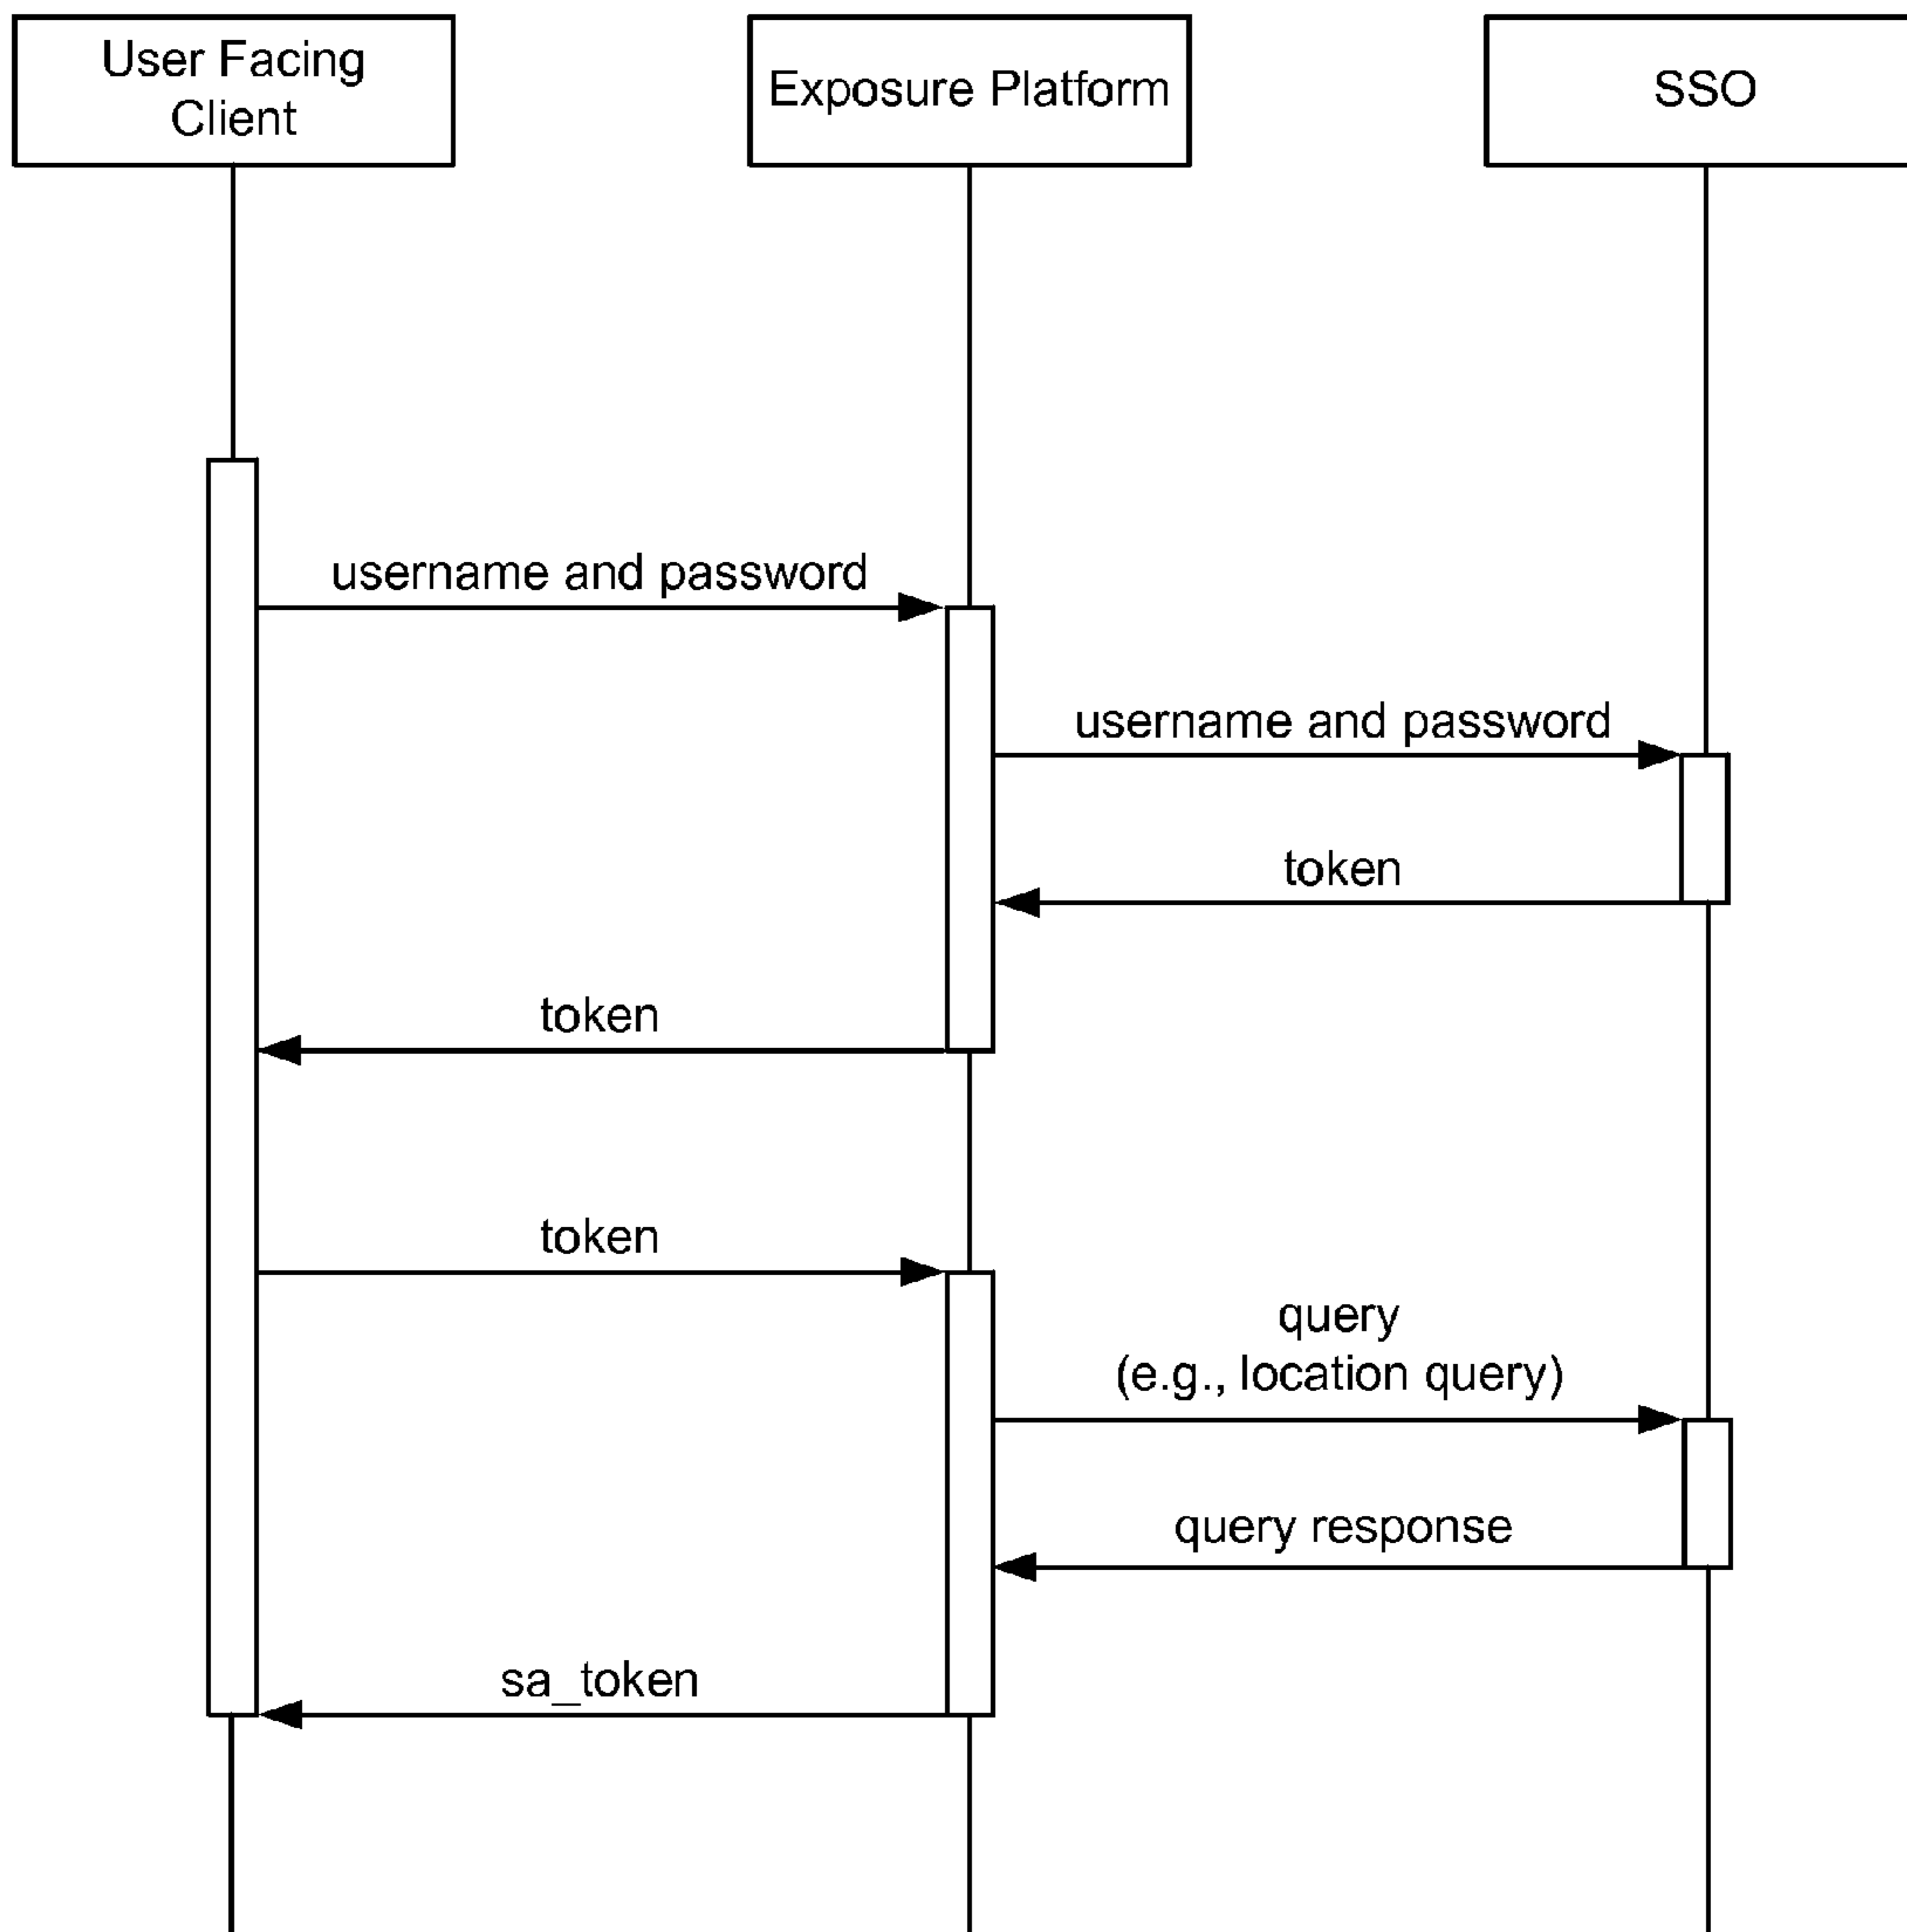 User Facing
Client
Exposure Platform
SSO
username and password
username and password
token
token
token
query
(e.g., location query)
query response
sa_token